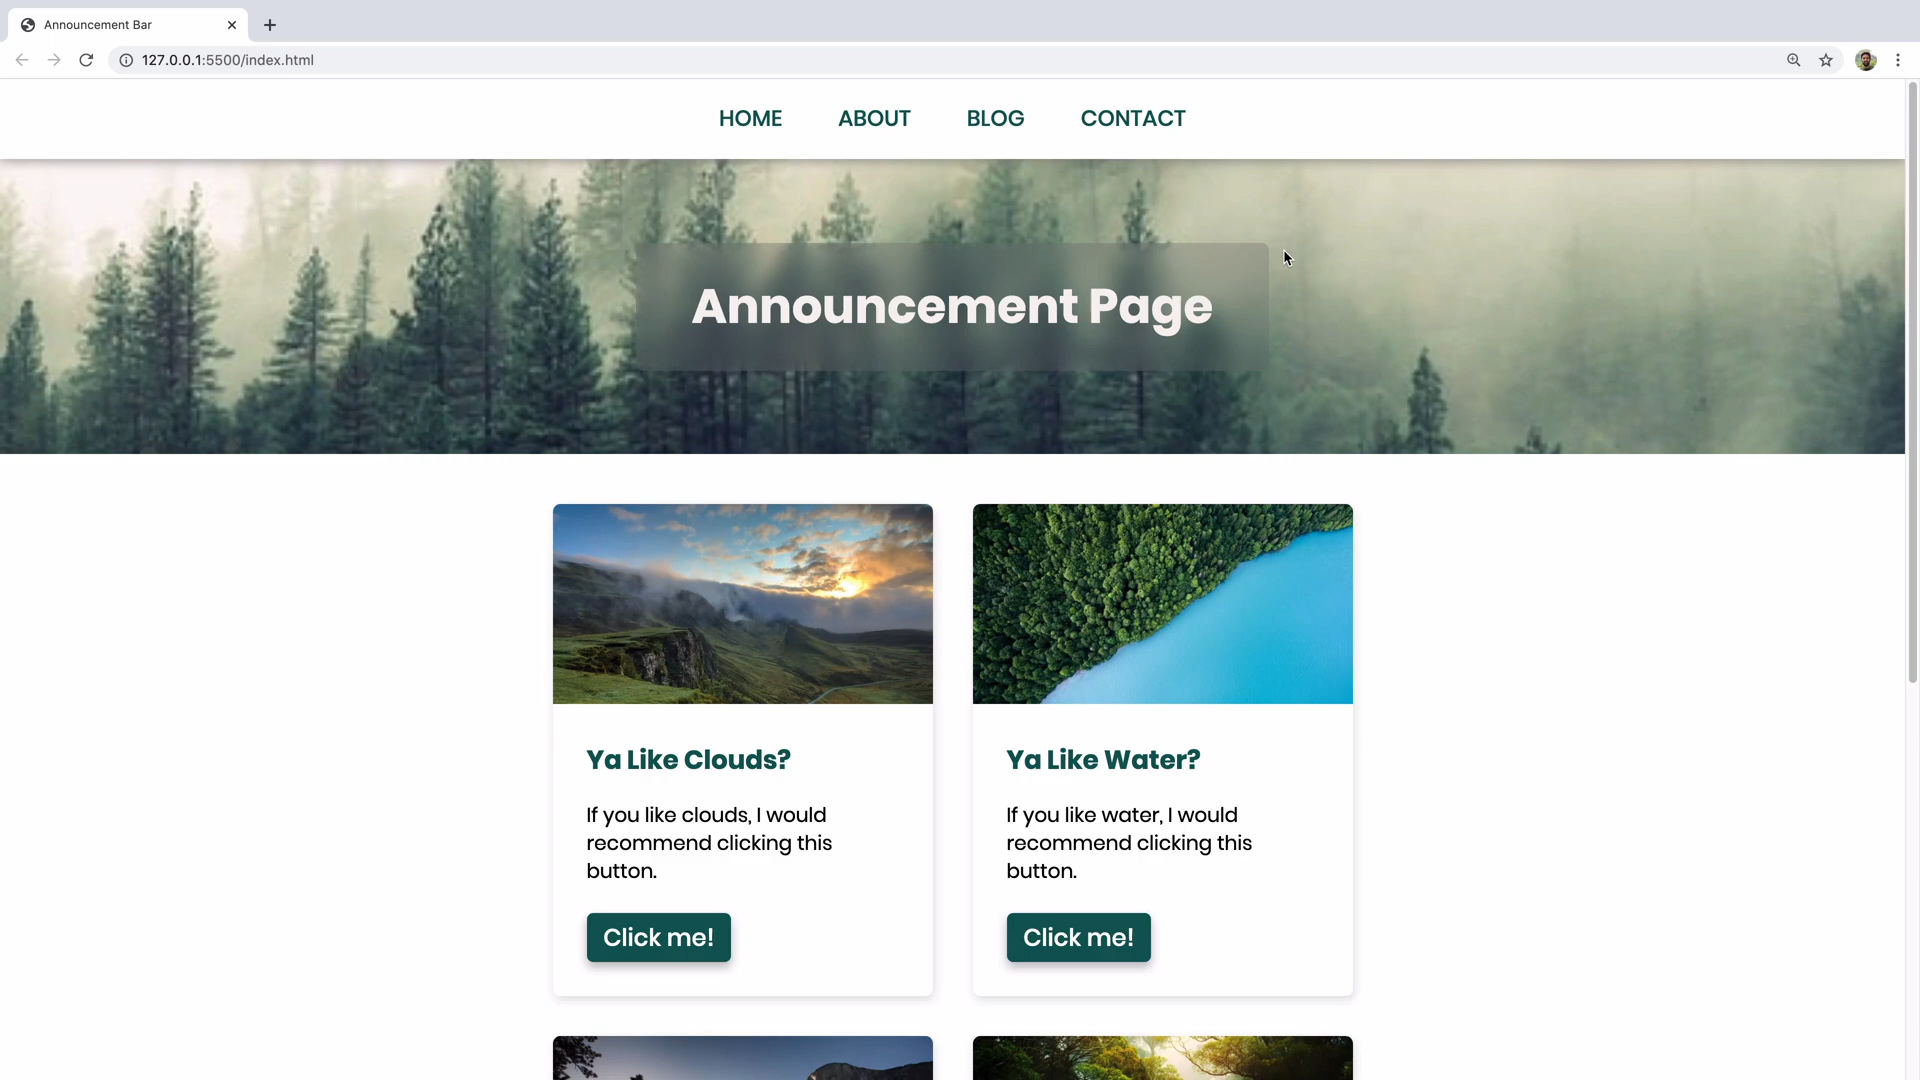 Announcement Bar
127.0.0.1:5500/index.html
HOME ABOUT BLOG CONTACT
Announcement Page
Ya Like Clouds?
If you like clouds, I would
recommend clicking this
button.
Click me!
Ya Like Water?
If you like water, I would
recommend clicking this
button.
Click me!